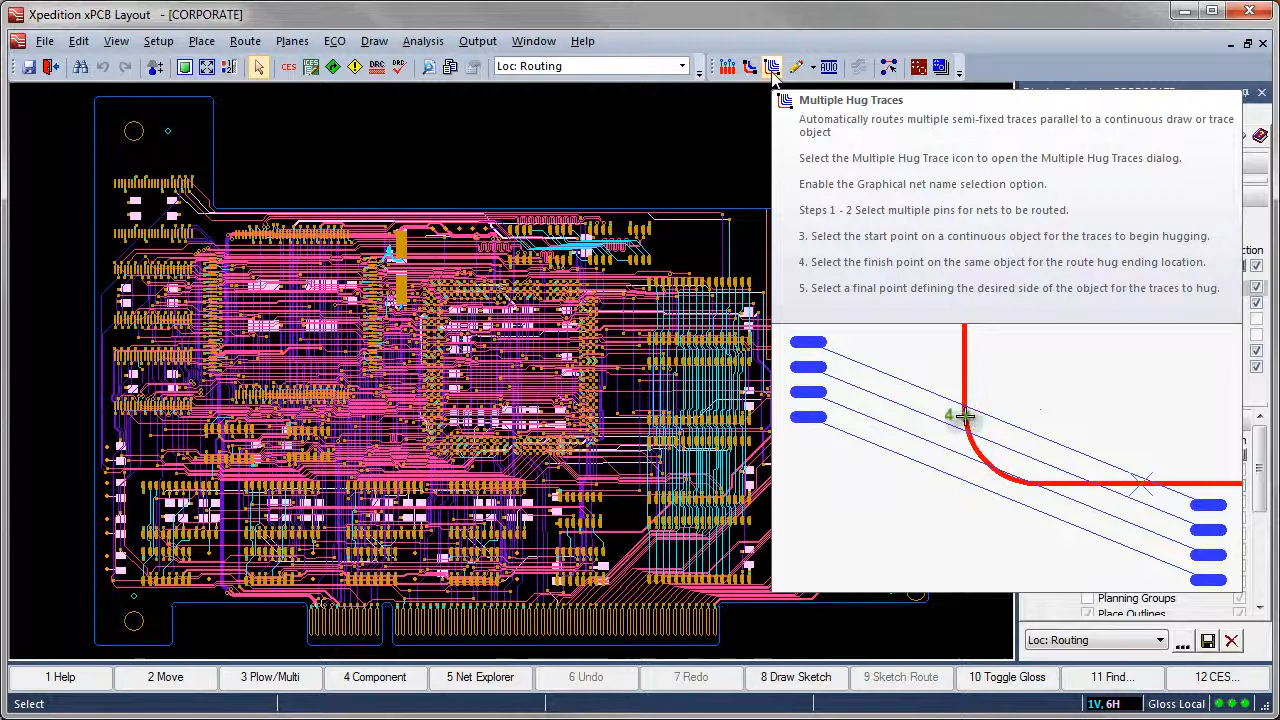 Xpedition xPCB Layout - [CORPORATE]
File Edit View Setup Place Route Planes ECO Draw Analysis Output Window Help
CES CES DRC DRC Loc: Routing AUTO
Multiple Hug Traces
Automatically routes multiple semi-fixed traces parallel to a continuous draw or trace
object
Select the Multiple Hug Trace icon to open the Multiple Hug Traces dialog.
Enable the Graphical net name selection option.
Steps 1 - 2 Select multiple pins for nets to be routed.
3. Select the start point on a continuous object for the traces to begin hugging.
4. Select the finish point on the same object for the route hug ending location.
5. Select a final point defining the desired side of the object for the traces to hug.
4
Planning Groups
Place Outlines
Loc: Routing
1 Help 2 Move 3 Plow/Multi 4 Component 5 Net Explorer 6 Undo 7 Redo 8 Draw Sketch 9 Sketch Route 10 Toggle Gloss 11 Find... 12 CES...
Select 1V, 6H Gloss Local